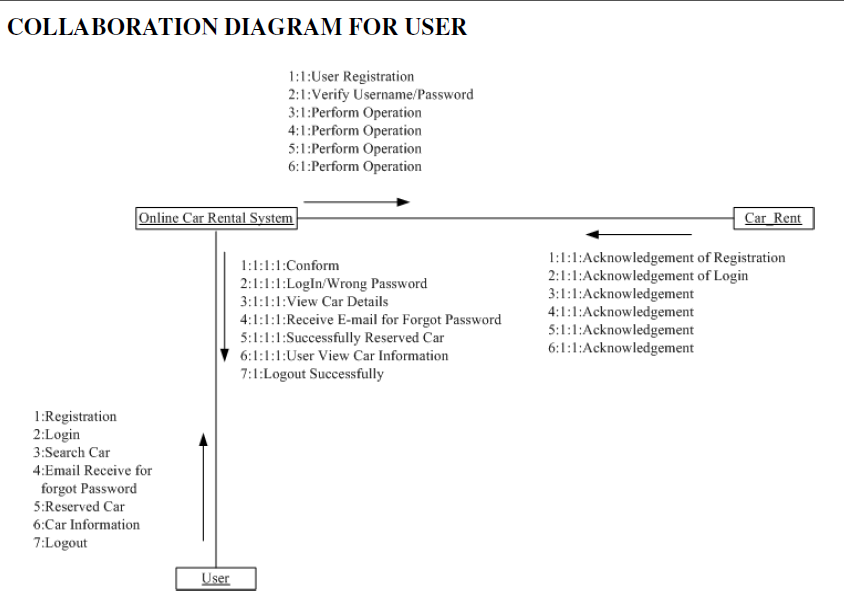 COLLABORATION DIAGRAM FOR USER
1:1:User Registration
2:1:Verify Username/Password
3:1:Perform Operation
4:1:Perform Operation
5:1:Perform Operation
6:1:Perform Operation
Online Car Rental System
Car_Rent
1:1:1:1:Conform
2:1:1:1:LogIn/Wrong Password
3:1:1:1:View Car Details
4:1:1:1:Receive E-mail for Forgot Password
5:1:1:1:Successfully Reserved Car
6:1:1:1:User View Car Information
7:1:Logout Successfully
1:1:1:Acknowledgement of Registration
2:1:1:Acknowledgement of Login
3:1:1:Acknowledgement
4:1:1:Acknowledgement
5:1:1:Acknowledgement
6:1:1:Acknowledgement
1:Registration
2:Login
3:Search Car
4:Email Receive for
forgot Password
5:Reserved Car
6:Car Information
7:Logout
User